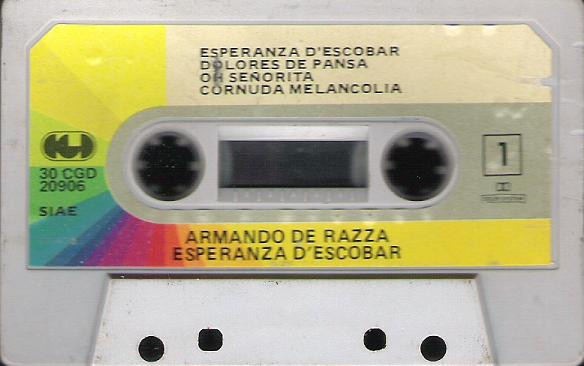 ESPERANZA D'ESCOBAR
DOLORES DE PANSA
OH SEÑORITA
CORNUDA MELANCOLIA
1
30 CGD
20906
SIAE
ARMANDO DE RAZZA
ESPERANZA D'ESCOBAR